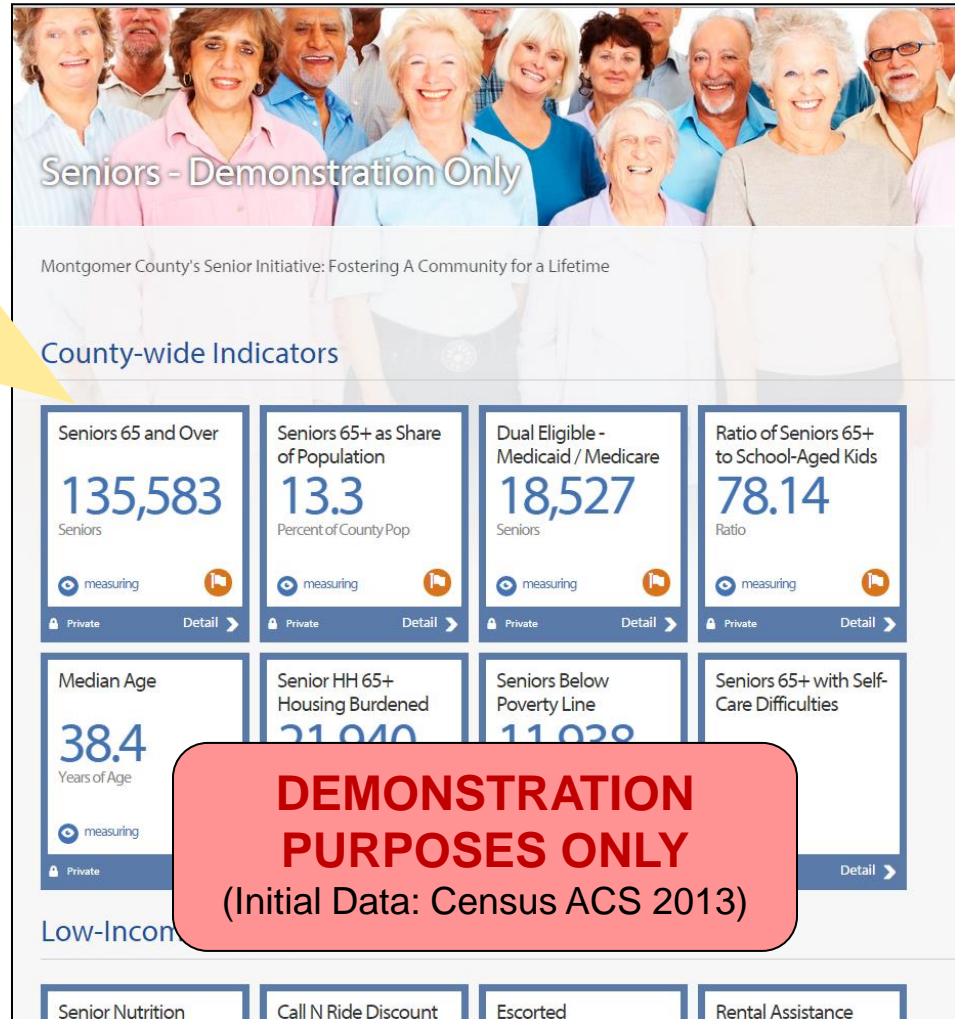 Seniors - Demonstration Only
Montgomer County's Senior Initiative: Fostering A Community for a Lifetime
County-wide Indicators
Seniors 65 and Over
135,583
Seniors
measuring
Private
Detail
Seniors 65+ as Share
of Population
13.3
Percent of County Pop
measuring
Private
Detail
Dual Eligible -
Medicaid / Medicare
18,527
Seniors
measuring
Private
Detail
Ratio of Seniors 65+
to School-Aged Kids
78.14
Ratio
measuring
Private
Detail
Median Age
38.4
Years of Age
measuring
Private
Senior HH 65+
Housing Burdened
21,940
Seniors Below
Poverty Line
11,938
Seniors 65+ with Self-
Care Difficulties
Detail
DEMONSTRATION
PURPOSES ONLY
(Initial Data: Census ACS 2013)
Senior Nutrition
Call N Ride Discount
Escorted
Rental Assistance